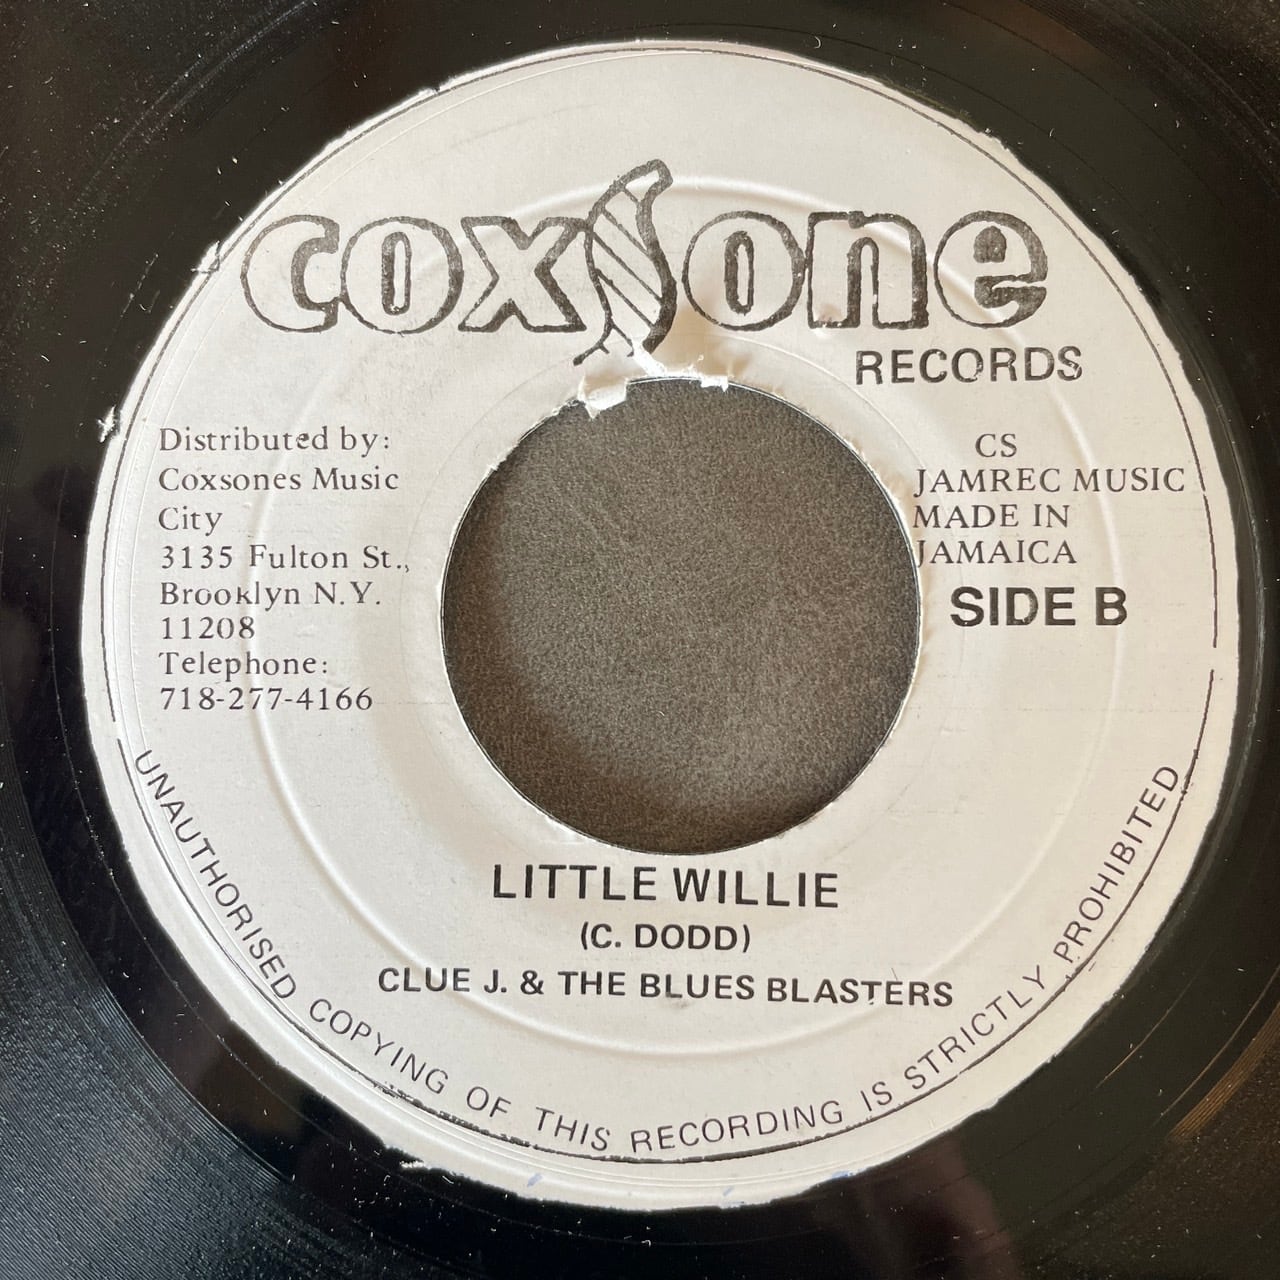 coxsone
RECORDS
Distributed by:
Coxsones Music
City
3135 Fulton St.,
Brooklyn N.Y.
11208
Telephone:
718-277-4166
CS
JAMREC MUSIC
MADE IN
JAMAICA
SIDE B
LITTLE WILLIE
(C. DODD)
CLUE J. & THE BLUES BLASTERS
UNAUTHORISED COPYING OF THIS RECORDING IS STRICTLY PROHIBITED